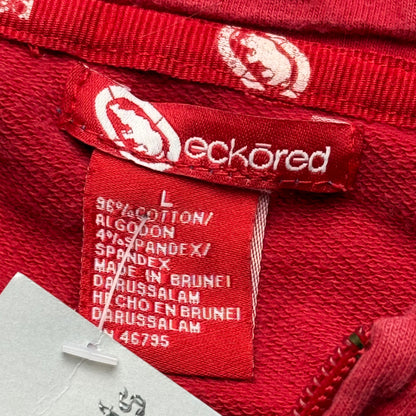 eckōred
L
96%COTTON/
ALGODON
4%SPANDEX/
SPANDEX
MADE IN BRUNEI
DARUSSALAM
HECHO EN BRUNEI
DARUSSALAM
46795